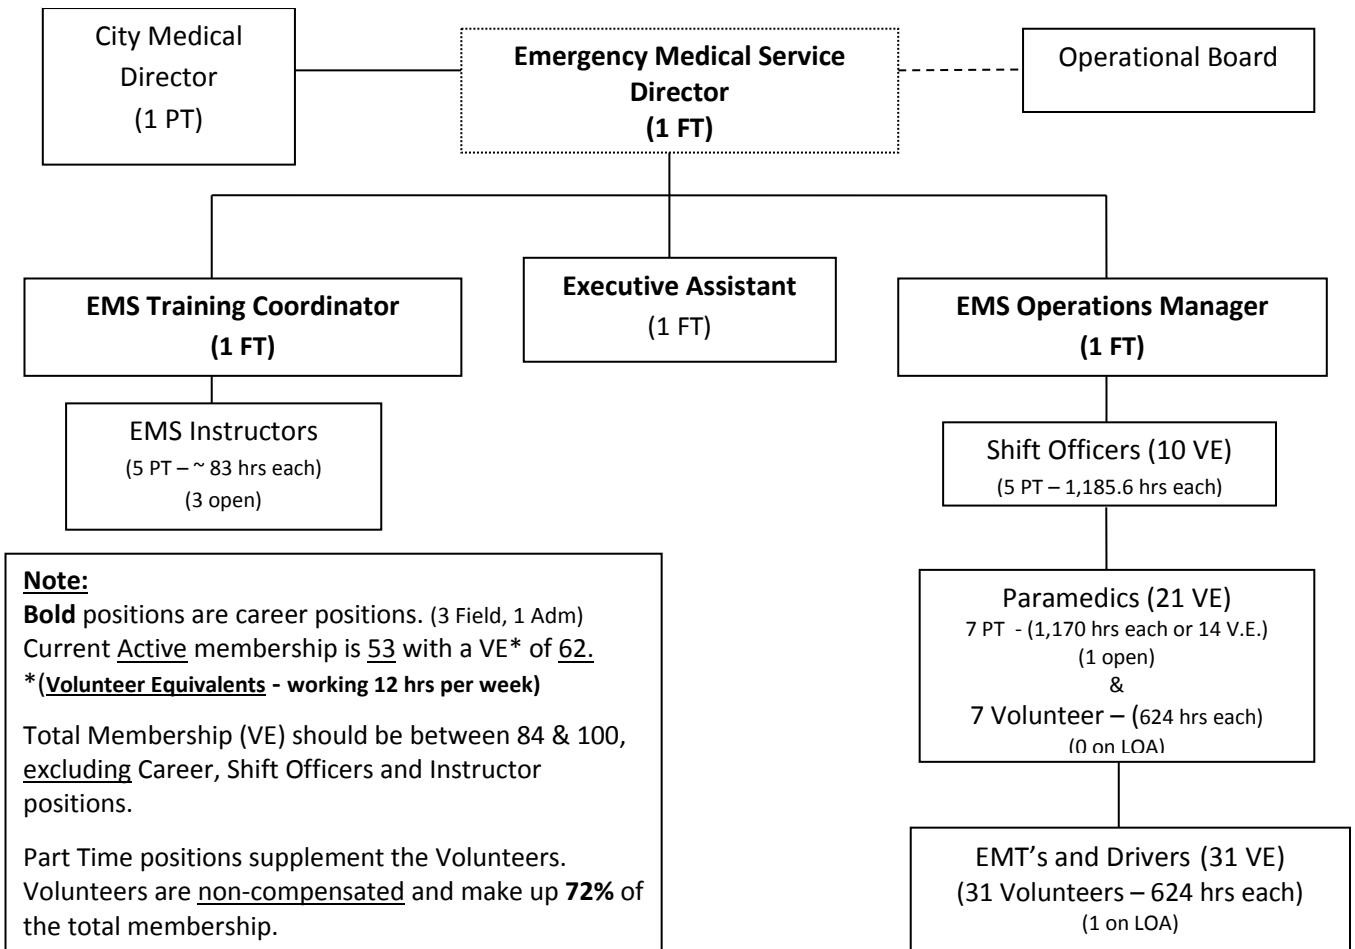 City Medical
Director
(1 PT)
Emergency Medical Service
Director
(1 FT)
Operational Board
EMS Training Coordinator
(1 FT)
Executive Assistant
(1 FT)
EMS Operations Manager
(1 FT)
EMS Instructors
(5 PT – ~ 83 hrs each)
(3 open)
Shift Officers (10 VE)
(5 PT – 1,185.6 hrs each)
Paramedics (21 VE)
7 PT - (1,170 hrs each or 14 V.E.)
(1 open)
&
7 Volunteer – (624 hrs each)
(0 on LOA)
EMT's and Drivers (31 VE)
(31 Volunteers – 624 hrs each)
(1 on LOA)
Note:
Bold positions are career positions. (3 Field, 1 Adm)
Current Active membership is 53 with a VE* of 62.
*(Volunteer Equivalents - working 12 hrs per week)
Total Membership (VE) should be between 84 & 100,
excluding Career, Shift Officers and Instructor
positions.
Part Time positions supplement the Volunteers.
Volunteers are non-compensated and make up 72% of
the total membership.